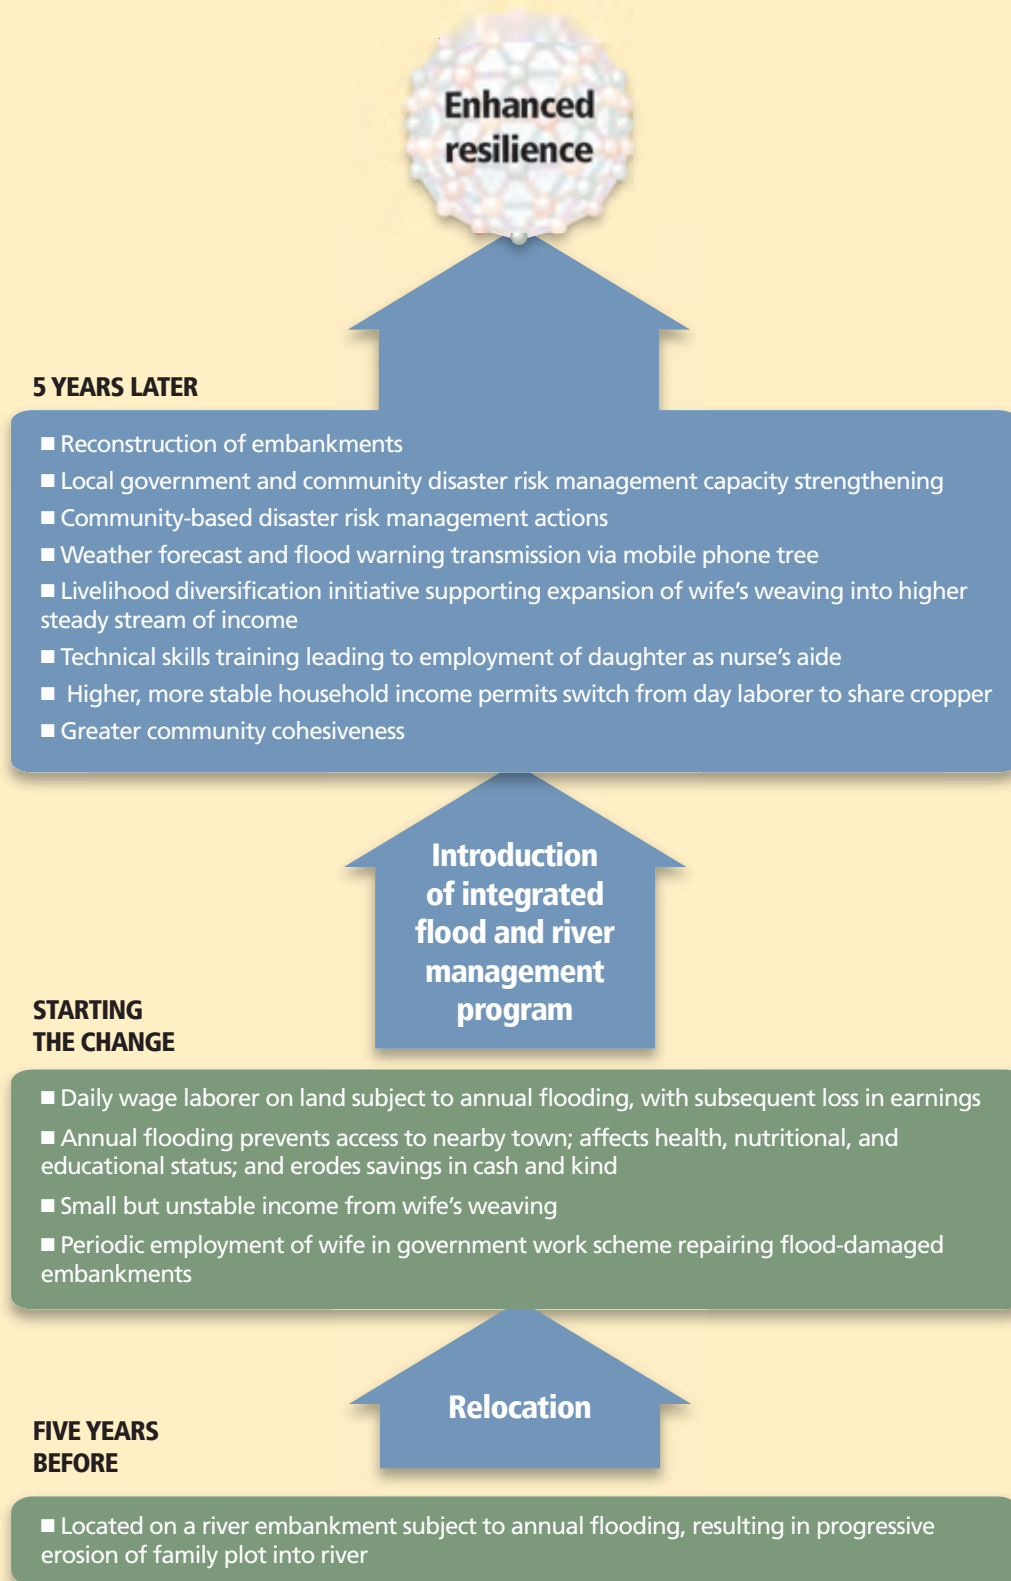 Enhanced
resilience
5 YEARS LATER
■ Reconstruction of embankments
■ Local government and community disaster risk management capacity strengthening
■ Community-based disaster risk management actions
■ Weather forecast and flood warning transmission via mobile phone tree
■ Livelihood diversification initiative supporting expansion of wife’s weaving into higher
steady stream of income
■ Technical skills training leading to employment of daughter as nurse’s aide
■ Higher, more stable household income permits switch from day laborer to share cropper
■ Greater community cohesiveness
Introduction
of integrated
flood and river
management
program
STARTING
THE CHANGE
■ Daily wage laborer on land subject to annual flooding, with subsequent loss in earnings
■ Annual flooding prevents access to nearby town; affects health, nutritional, and
educational status; and erodes savings in cash and kind
■ Small but unstable income from wife’s weaving
■ Periodic employment of wife in government work scheme repairing flood-damaged
embankments
Relocation
FIVE YEARS
BEFORE
■ Located on a river embankment subject to annual flooding, resulting in progressive
erosion of family plot into river